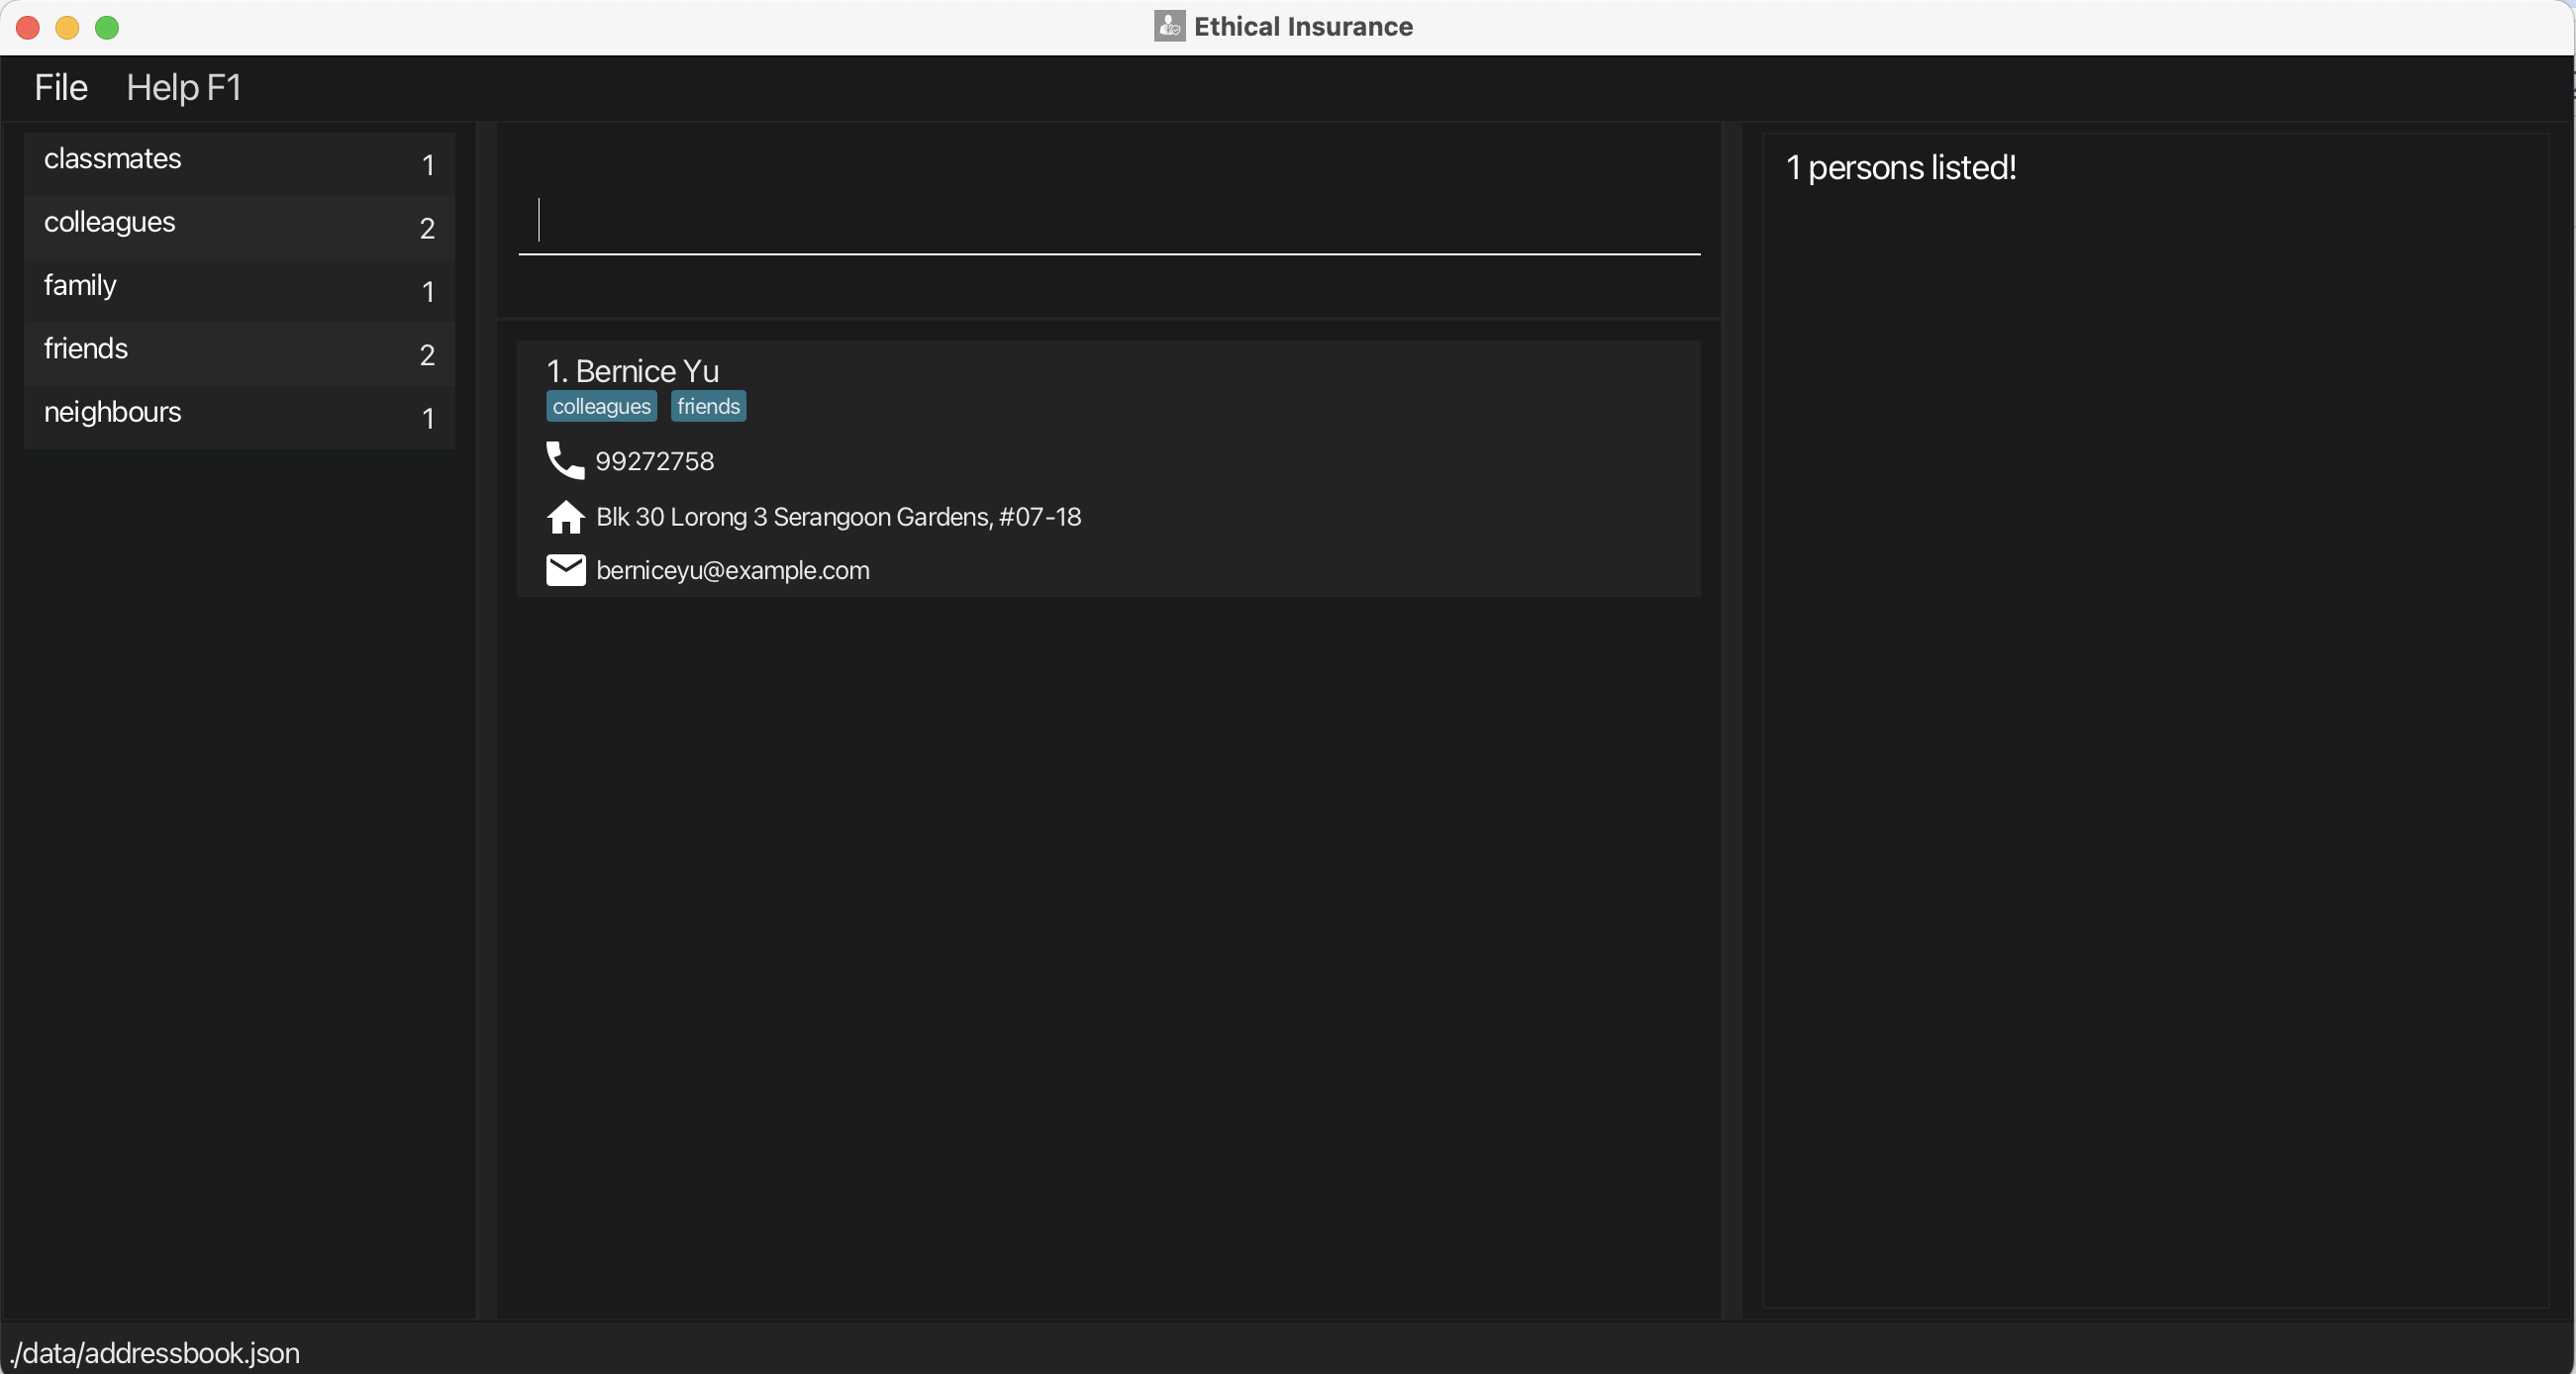 Ethical Insurance
File Help F1
classmates 1
colleagues 2
family 1
friends 2
neighbours 1
1. Bernice Yu
colleagues friends
99272758
Blk 30 Lorong 3 Serangoon Gardens, #07-18
berniceyu@example.com
1 persons listed!
./data/addressbook.json